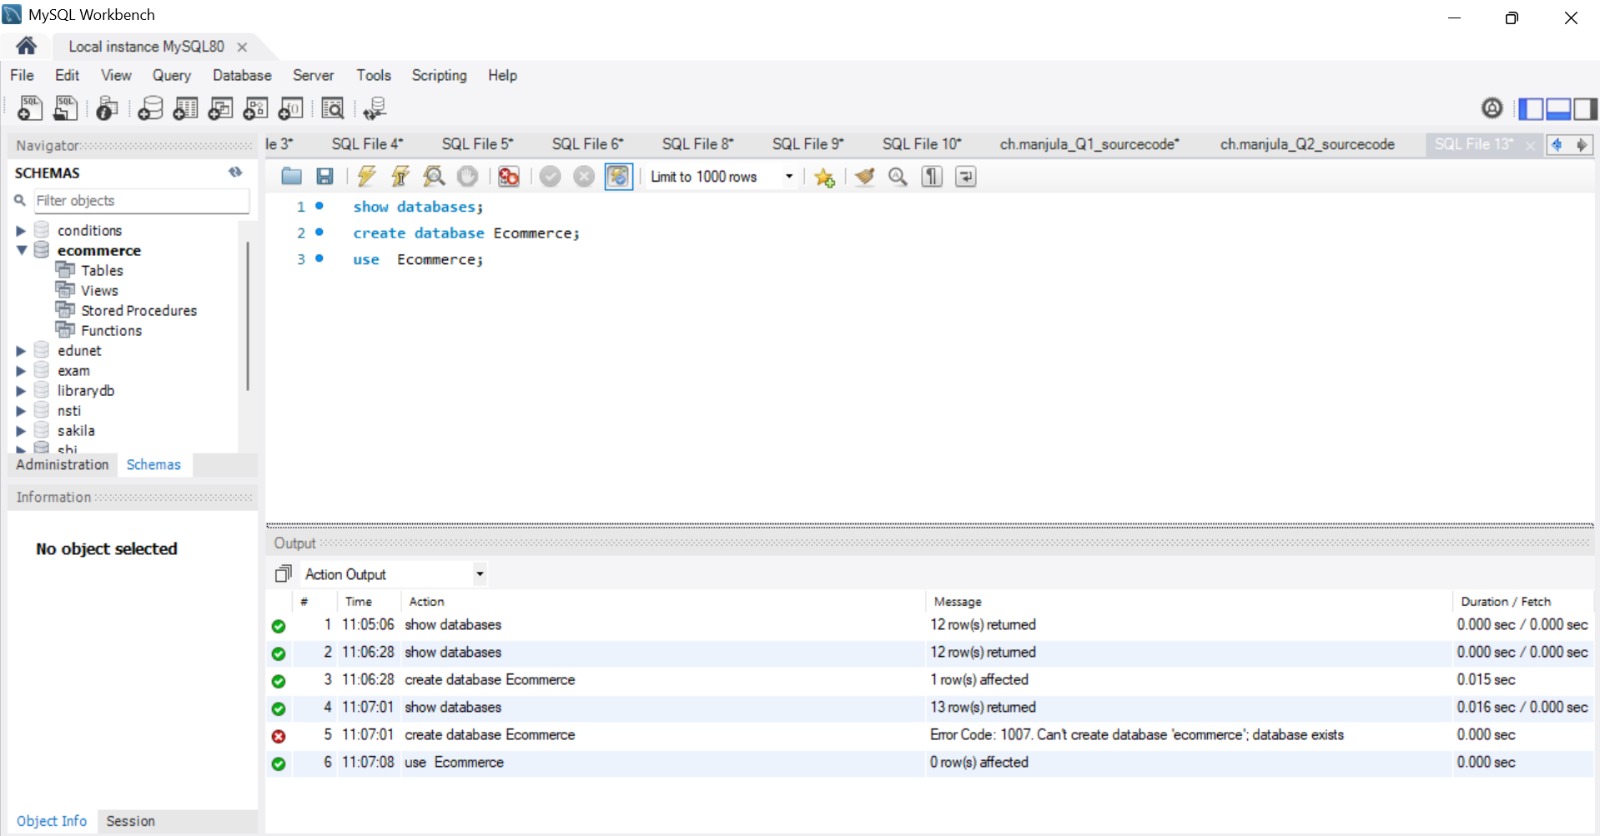 MySQL Workbench
Local instance MySQL80
File Edit View Query Database Server Tools Scripting Help
Navigator
SCHEMAS
Filter objects
conditions
ecommerce
Tables
Views
Stored Procedures
Functions
edunet
exam
librarydb
nsti
sakila
sbi
Administration Schemas
Information
No object selected
Object Info Session
le 3* SQL File 4* SQL File 5* SQL File 6* SQL File 8* SQL File 9* SQL File 10* ch.manjula_Q1_sourcecode* ch.manjula_Q2_sourcecode SQL File 13*
Limit to 1000 rows
1 show databases;
2 create database Ecommerce;
3 use Ecommerce;
Output
Action Output
# Time Action Message Duration / Fetch
1 11:05:06 show databases 12 row(s) returned 0.000 sec / 0.000 sec
2 11:06:28 show databases 12 row(s) returned 0.000 sec / 0.000 sec
3 11:06:28 create database Ecommerce 1 row(s) affected 0.015 sec
4 11:07:01 show databases 13 row(s) returned 0.016 sec / 0.000 sec
5 11:07:01 create database Ecommerce Error Code: 1007. Can't create database 'ecommerce'; database exists 0.000 sec
6 11:07:08 use Ecommerce 0 row(s) affected 0.000 sec